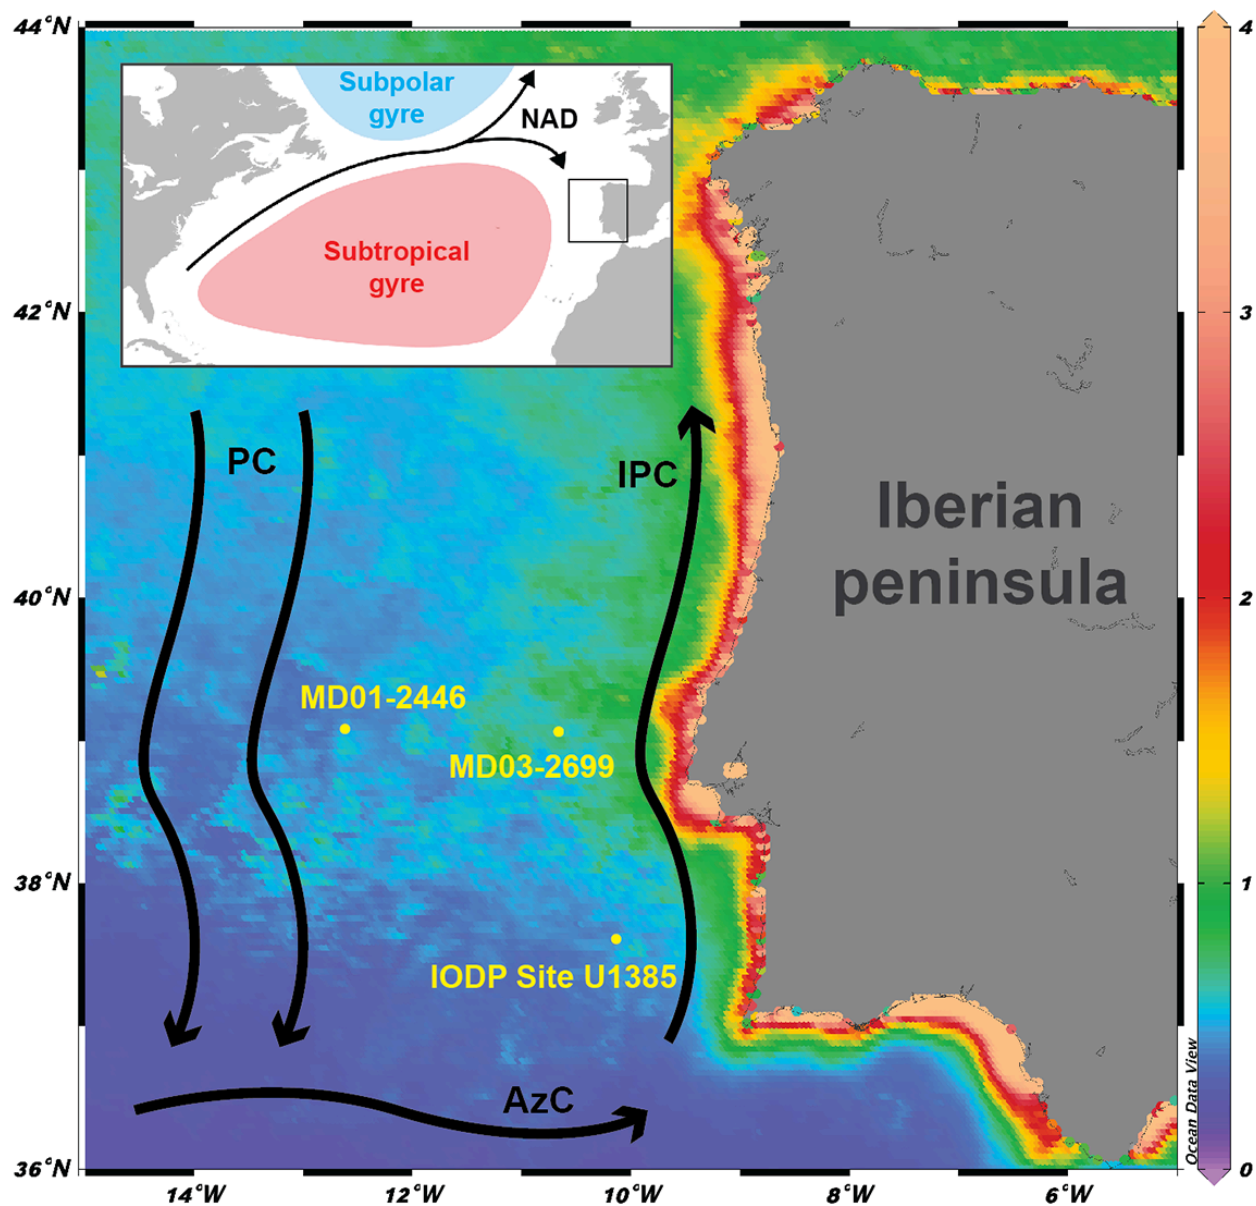 44°N
42°N
40°N
38°N
36°N
Subpolar
gyre
NAD
Subtropical
gyre
PC
IPC
Iberian
peninsula
MD01-2446
MD03-2699
IODP Site U1385
AzC
14°W
12°W
10°W
8°W
6°W
Ocean Data View
4
3
2
1
0